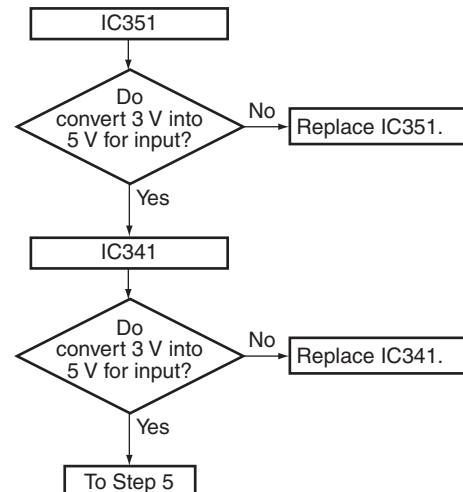 IC351
Do
convert 3 V into
5 V for input?
No
Replace IC351.
Yes
IC341
Do
convert 3 V into
5 V for input?
No
Replace IC341.
Yes
To Step 5